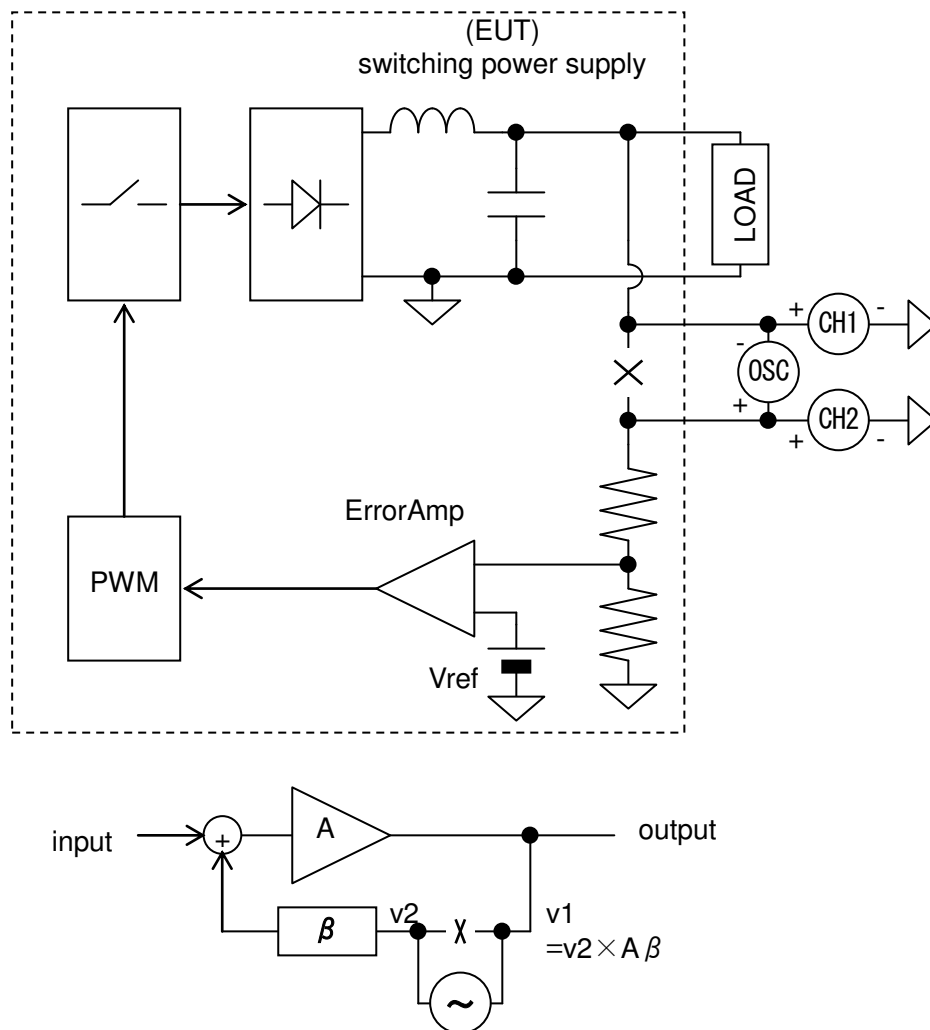 (EUT)
switching power supply
LOAD
+ CH1 -
-
OSC
+
+ CH2 -
ErrorAmp
PWM
Vref
input
+
A
output
β
v2
v1
=v2×Aβ
~